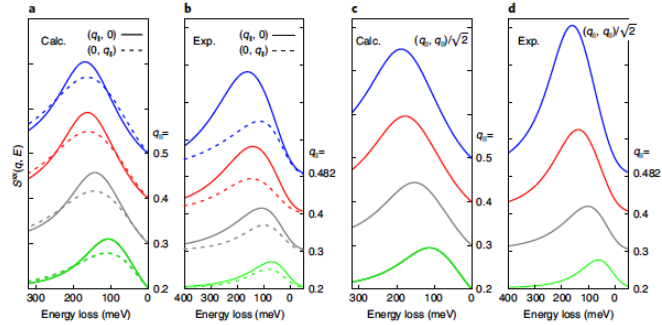 a
Calc.
(q||, 0)
(0, q||)
b
Exp.
(q||, 0)
(0, q||)
c
Calc.
(q||, q||)/√2
d
Exp.
(q||, q||)/√2
S^sc(q, E)
q||=
0.5
0.4
0.3
0.2
q||=
0.482
0.4
0.3
0.2
q||=
0.5
0.4
0.3
0.2
q||=
0.482
0.4
0.3
0.2
300 200 100 0
400 300 200 100 0
300 200 100 0
400 300 200 100 0
Energy loss (meV)
Energy loss (meV)
Energy loss (meV)
Energy loss (meV)